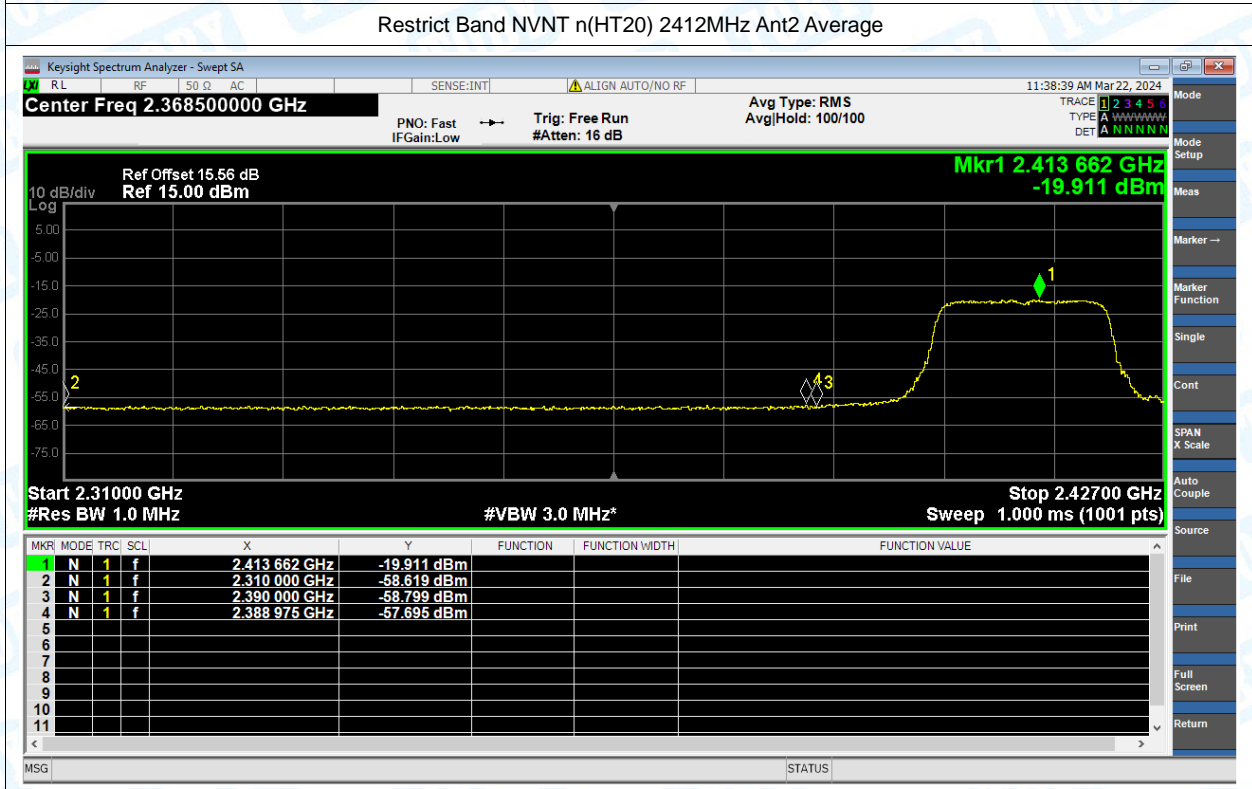 Restrict Band NVNT n(HT20) 2412MHz Ant2 Average
Keysight Spectrum Analyzer - Swept SA
LXI RL RF 50 Ω AC SENSE:INT ALIGN AUTO/NO RF 11:38:39 AM Mar 22, 2024
Center Freq 2.368500000 GHz
PNO: Fast
IFGain:Low
Trig: Free Run
#Atten: 16 dB
Avg Type: RMS
Avg|Hold: 100/100
TRACE 1 2 3 4 5 6
TYPE A WWWWW
DET A N N N N N
Ref Offset 15.56 dB
10 dB/div Ref 15.00 dBm
Log
Mkr1 2.413 662 GHz
-19.911 dBm
5.00
-5.00
-15.0
-25.0
-35.0
-45.0
-55.0
-65.0
-75.0
1
2
4 3
Start 2.31000 GHz
Stop 2.42700 GHz
#Res BW 1.0 MHz
#VBW 3.0 MHz*
Sweep 1.000 ms (1001 pts)
MKR MODE TRC SCL X Y FUNCTION FUNCTION WIDTH FUNCTION VALUE
1 N 1 f 2.413 662 GHz -19.911 dBm
2 N 1 f 2.310 000 GHz -58.619 dBm
3 N 1 f 2.390 000 GHz -58.799 dBm
4 N 1 f 2.388 975 GHz -57.695 dBm
5
6
7
8
9
10
11
MSG STATUS
Mode
Mode
Setup
Meas
Marker →
Marker
Function
Single
Cont
SPAN
X Scale
Auto
Couple
Source
File
Print
Full
Screen
Return